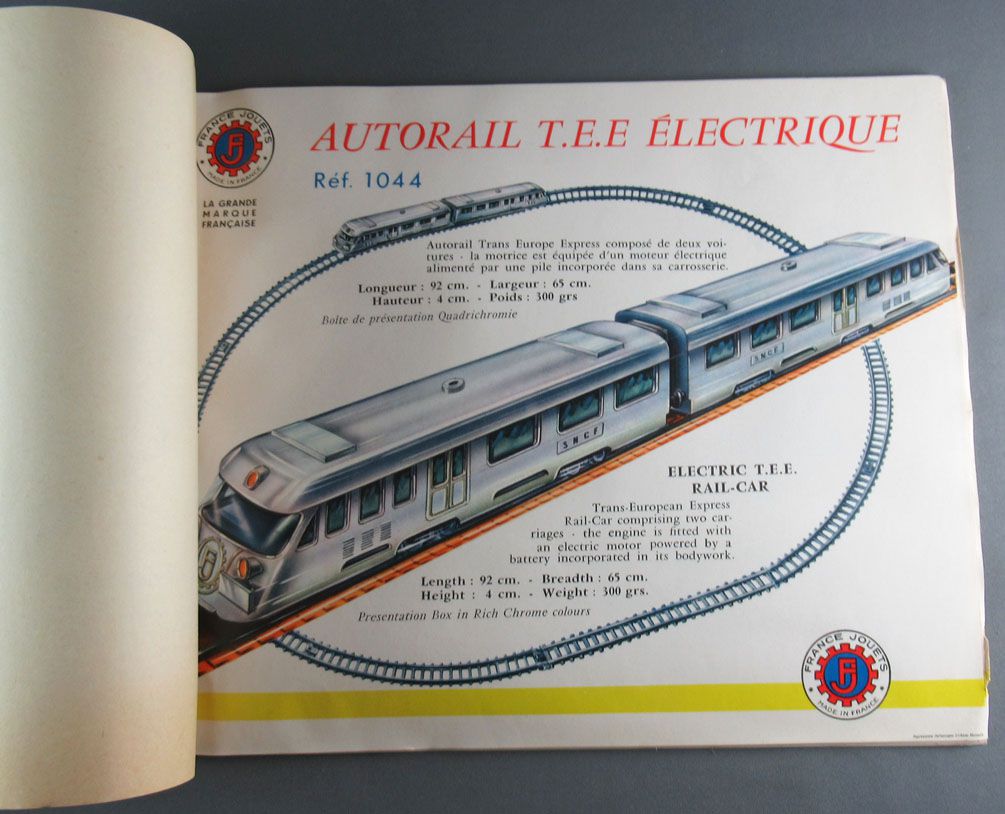 FRANCE JOUETS
FJ
MADE IN FRANCE
LA GRANDE
MARQUE
FRANÇAISE
AUTORAIL T.E.E ÉLECTRIQUE
Réf. 1044
Autorail Trans Europe Express composé de deux voi-
tures - la motrice est équipée d'un moteur électrique
alimenté par une pile incorporée dans sa carrosserie.
Longueur : 92 cm. - Largeur : 65 cm.
Hauteur : 4 cm. - Poids : 300 grs
Boîte de présentation Quadrichromie
SNCF
SNCF
ELECTRIC T.E.E.
RAIL-CAR
Trans-European Express
Rail-Car comprising two car-
riages - the engine is fitted with
an electric motor powered by a
battery incorporated in its bodywork.
Length : 92 cm. - Breadth : 65 cm.
Height : 4 cm. - Weight : 300 grs.
Presentation Box in Rich Chrome colours
FRANCE JOUETS
FJ
MADE IN FRANCE